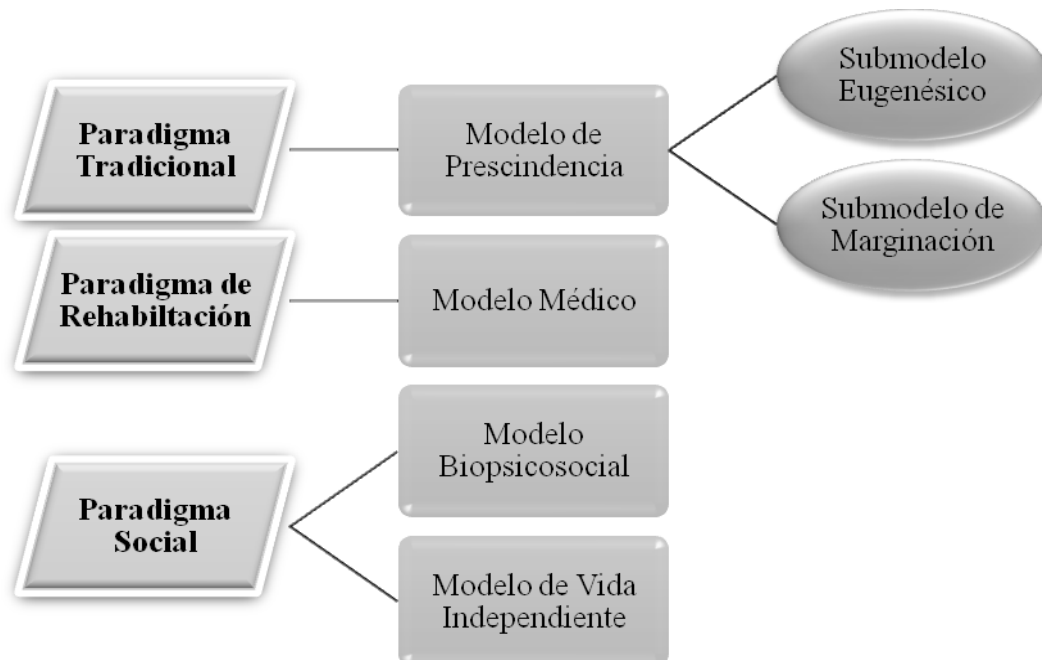 Paradigma
Tradicional
Modelo de
Prescindencia
Submodelo
Eugenésico
Submodelo de
Marginación
Paradigma de
Rehabiltación
Modelo Médico
Paradigma
Social
Modelo
Biopsicosocial
Modelo de Vida
Independiente